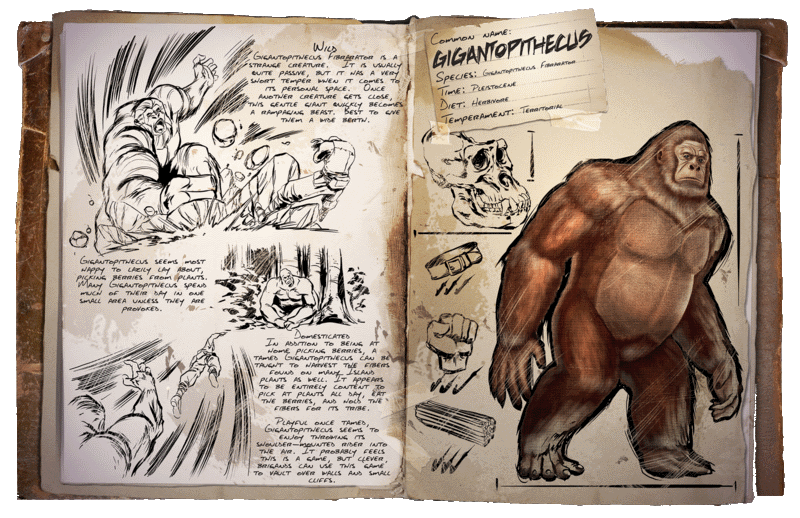 Wild
Gigantopithecus Fibrarator is a
strange creature. It is usually
quite passive, but it has a very
short temper when it comes to
its personal space. Once
another creature gets close,
this gentle giant quickly becomes
a rampaging beast. Best to give
them a wide berth.
Gigantopithecus seems most
happy to lazily lay about,
picking berries from plants.
Many Gigantopithecus spend
much of their day in one
small area unless they are
provoked.
Domesticated
In addition to being at
home picking berries, a
tamed Gigantopithecus can be
taught to harvest the fibers
found on many Island
plants as well. It appears
to be entirely content to
pick at plants all day, eat
the berries, and hold the
fibers for its tribe.
Playful once tamed,
Gigantopithecus seems to
enjoy throwing its
shoulder-mounted rider into
the air. It probably feels
this is a game, but clever
brigands can use this game
to vault over walls and small
cliffs.
Common name:
Gigantopithecus
Species: Gigantopithecus Fibrarator
Time: Pleistocene
Diet: Herbivore
Temperament: Territorial